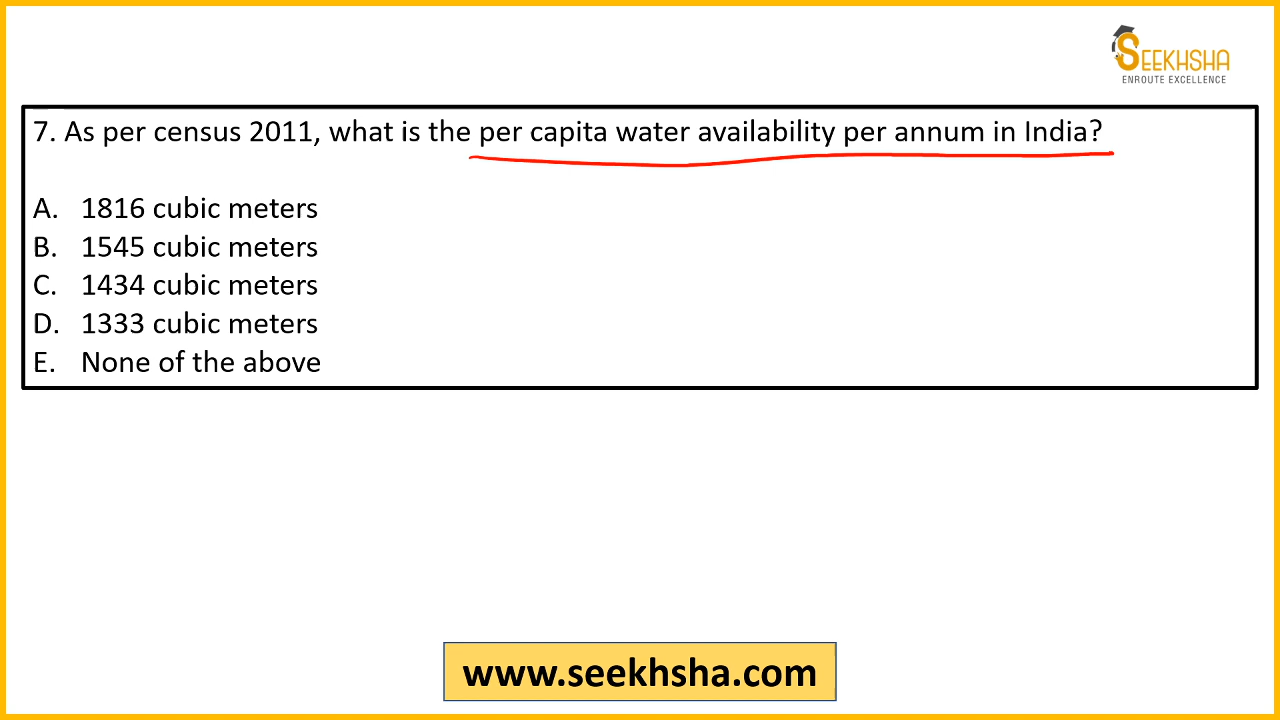 SEEKHSHA
ENROUTE EXCELLENCE
7. As per census 2011, what is the per capita water availability per annum in India?
A. 1816 cubic meters
B. 1545 cubic meters
C. 1434 cubic meters
D. 1333 cubic meters
E. None of the above
www.seekhsha.com